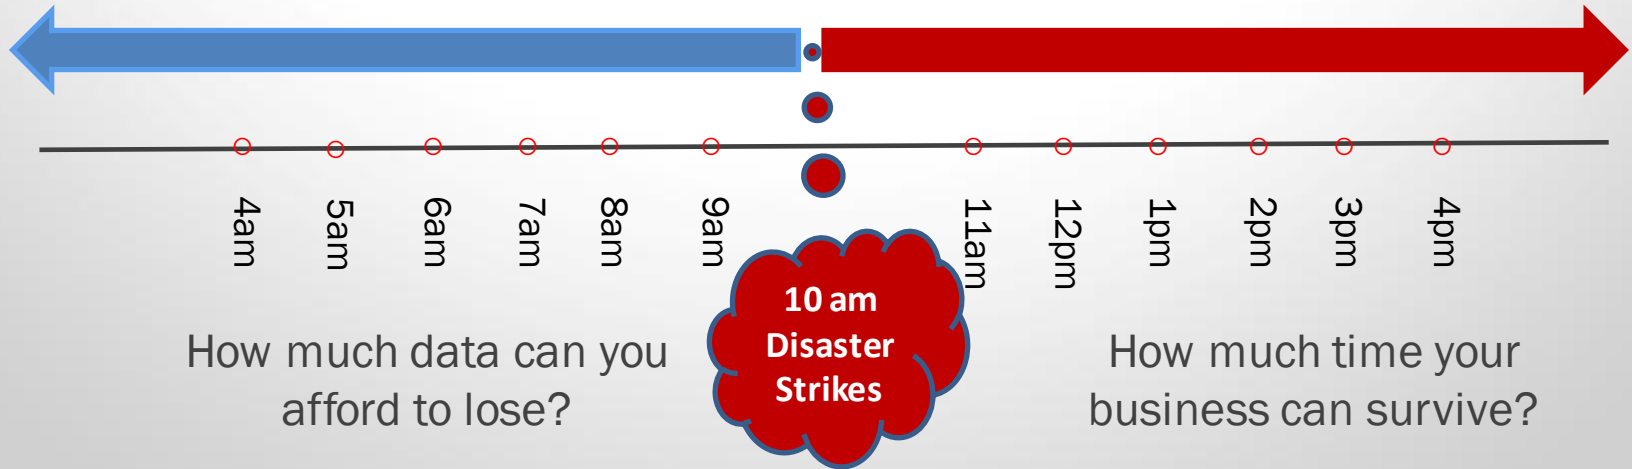 4am
5am
6am
7am
8am
9am
11am
12pm
1pm
2pm
3pm
4pm
10 am
Disaster
Strikes
How much data can you
afford to lose?
How much time your
business can survive?